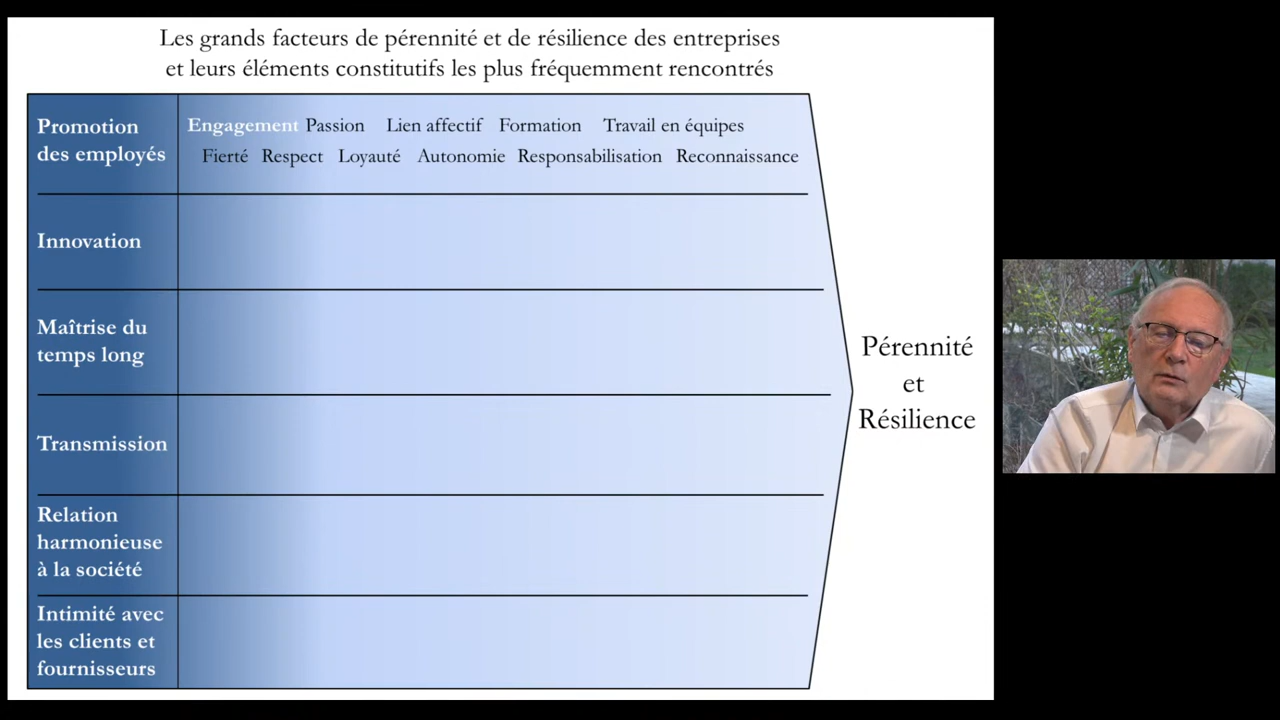 Les grands facteurs de pérennité et de résilience des entreprises
et leurs éléments constitutifs les plus fréquemment rencontrés
Promotion
des employés
Engagement Passion Lien affectif Formation Travail en équipes
Fierté Respect Loyauté Autonomie Responsabilisation Reconnaissance
Innovation
Maîtrise du
temps long
Transmission
Relation
harmonieuse
à la société
Intimité avec
les clients et
fournisseurs
Pérennité
et
Résilience